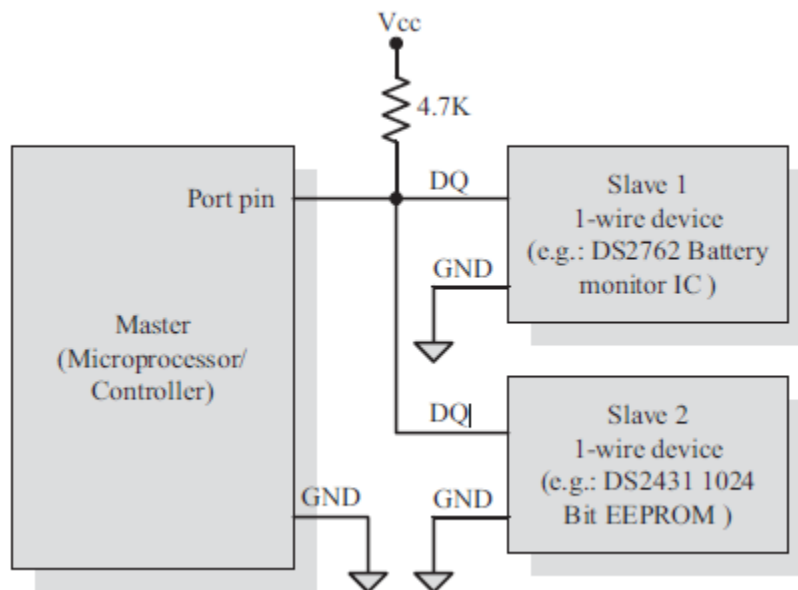 Vcc
4.7K
Port pin
Master
(Microprocessor/
Controller)
GND
DQ
GND
Slave 1
1-wire device
(e.g.: DS2762 Battery
monitor IC )
DQ
GND
Slave 2
1-wire device
(e.g.: DS2431 1024
Bit EEPROM )